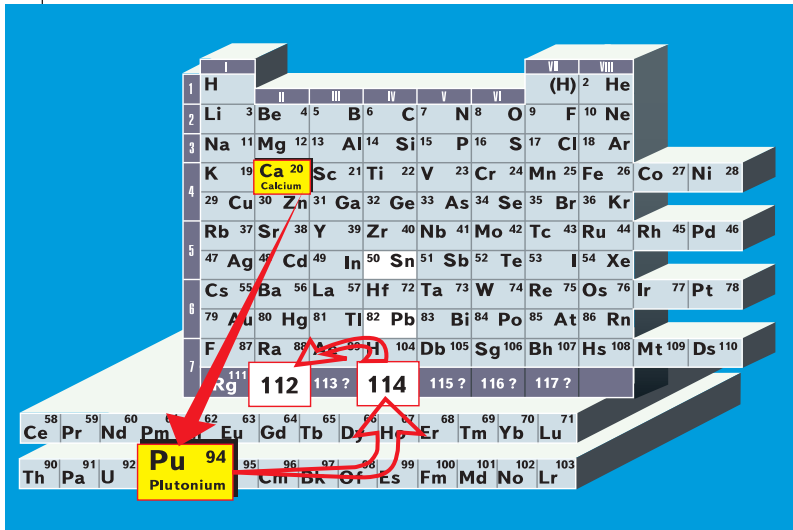 I VII VIII
1 H (H) 2 He
II III IV V VI
2 Li 3 Be 4 5 B 6 C 7 N 8 O 9 F 10 Ne
3 Na 11 Mg 12 13 Al 14 Si 15 P 16 S 17 Cl 18 Ar
K 19 Ca 20 Sc 21 Ti 22 V 23 Cr 24 Mn 25 Fe 26 Co 27 Ni 28
Calcium
4
29 Cu 30 Zn 31 Ga 32 Ge 33 As 34 Se 35 Br 36 Kr
Rb 37 Sr 38 Y 39 Zr 40 Nb 41 Mo 42 Tc 43 Ru 44 Rh 45 Pd 46
5
47 Ag 48 Cd 49 In 50 Sn 51 Sb 52 Te 53 I 54 Xe
Cs 55 Ba 56 La 57 Hf 72 Ta 73 W 74 Re 75 Os 76 Ir 77 Pt 78
6
79 Au 80 Hg 81 Tl 82 Pb 83 Bi 84 Po 85 At 86 Rn
F 87 Ra 88 Ac 89 H 104 Db 105 Sg 106 Bh 107 Hs 108 Mt 109 Ds 110
7
Rg 111 112 113 ? 114 115 ? 116 ? 117 ?
Ce 58 Pr 59 Nd 60 Pm 62 Eu 63 Gd 64 Tb 65 Dy 66 Ho 67 Er 68 Tm 69 Yb 70 Lu 71
Th 90 Pa 91 U 92 Pu 94 95 Cm 96 Bk 97 Of 98 Es 99 Fm 100 Md 101 No 102 Lr 103
Plutonium